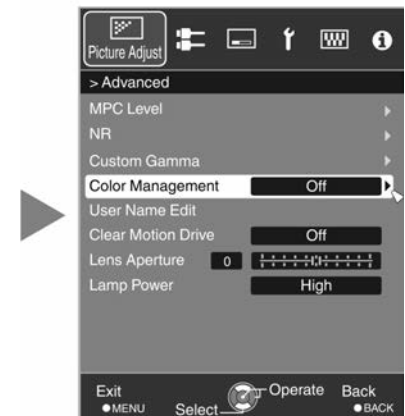 Picture Adjust
> Advanced
MPC Level
NR
Custom Gamma
Color Management Off
User Name Edit
Clear Motion Drive Off
Lens Aperture 0
Lamp Power High
Exit Operate Back
MENU Select BACK